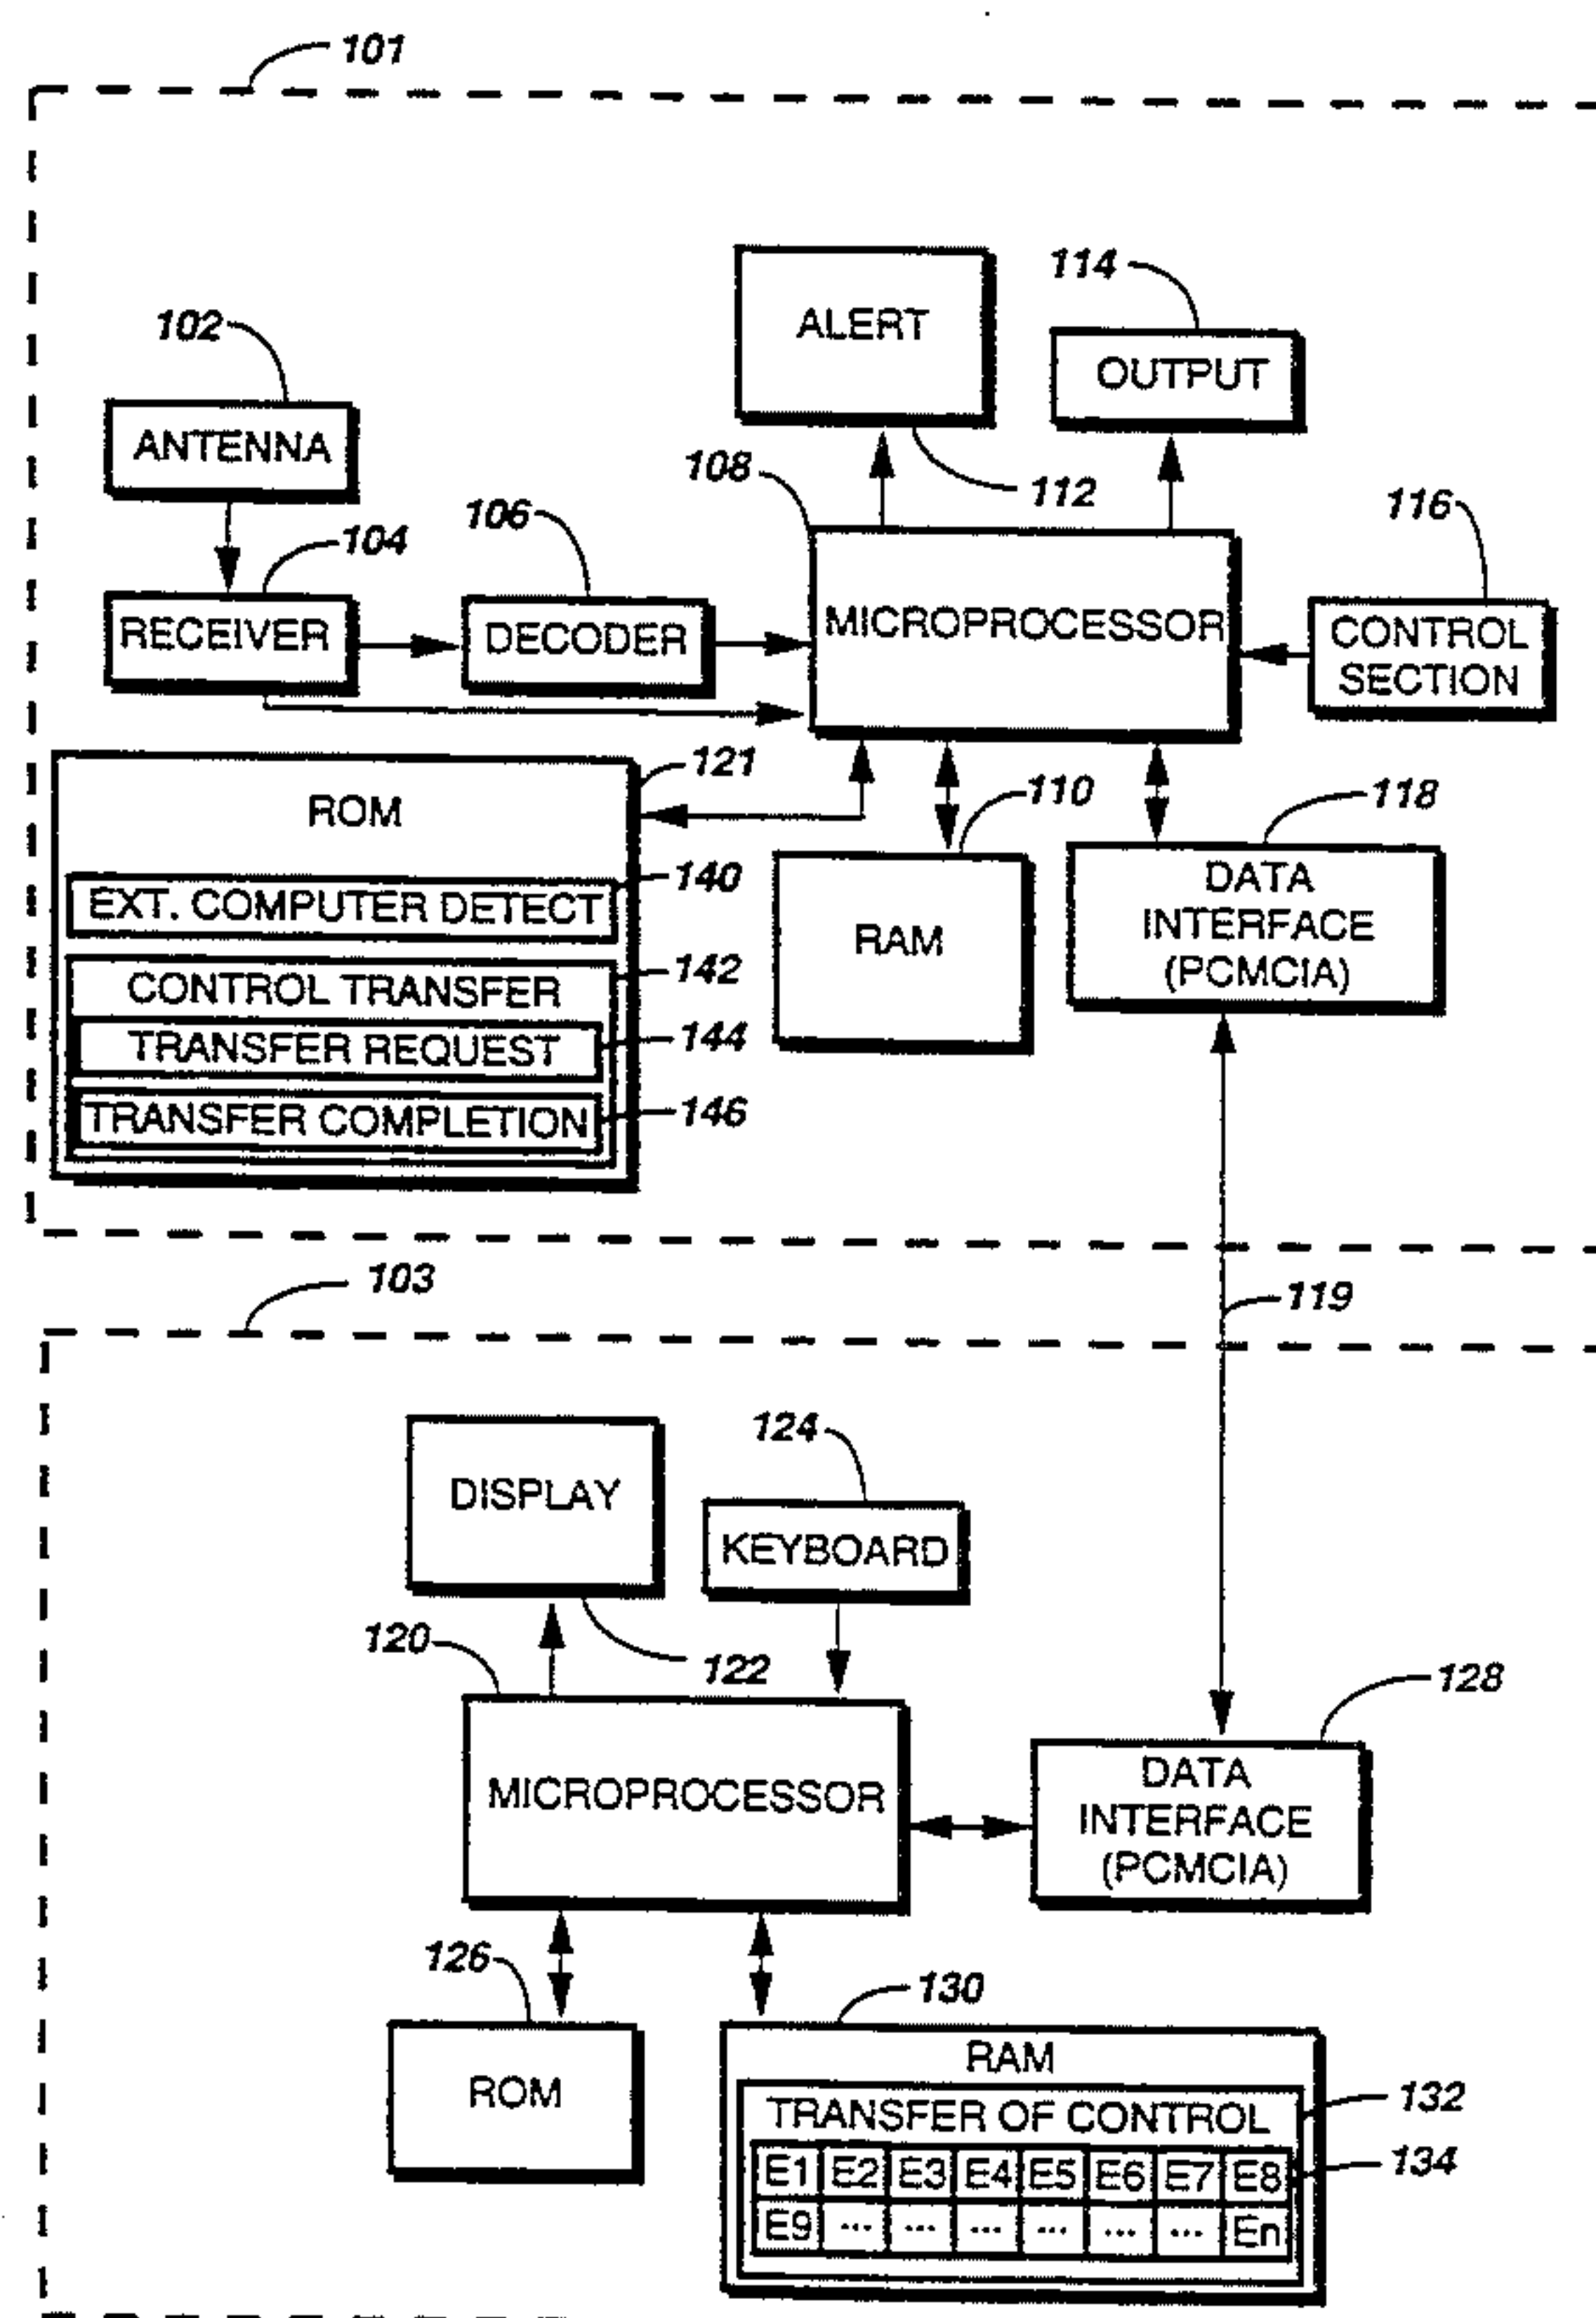 101
ALERT
114
OUTPUT
102
ANTENNA
108
112
116
106
104
RECEIVER
DECODER
MICROPROCESSOR
CONTROL
SECTION
121
ROM
110
118
140
EXT. COMPUTER DETECT
RAM
DATA
INTERFACE
(PCMCIA)
142
CONTROL TRANSFER
144
TRANSFER REQUEST
146
TRANSFER COMPLETION
103
119
124
DISPLAY
KEYBOARD
120
122
128
MICROPROCESSOR
DATA
INTERFACE
(PCMCIA)
126
130
ROM
RAM
132
TRANSFER OF CONTROL
134
E1 E2 E3 E4 E5 E6 E7 E8
E9 ... ... ... ... ... ... En